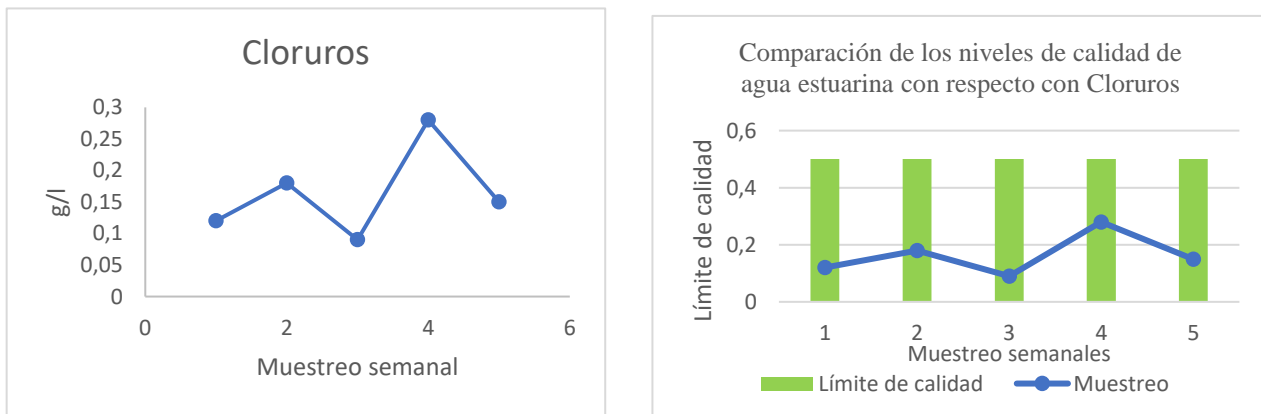 Cloruros
0,3
0,25
0,2
0,15
0,1
0,05
0
g/l
0
2
4
6
Muestreo semanal
Comparación de los niveles de calidad de
agua estuarina con respecto con Cloruros
0,6
0,4
0,2
0
Límite de calidad
1
2
3
4
5
Muestreo semanales
Límite de calidad
Muestreo